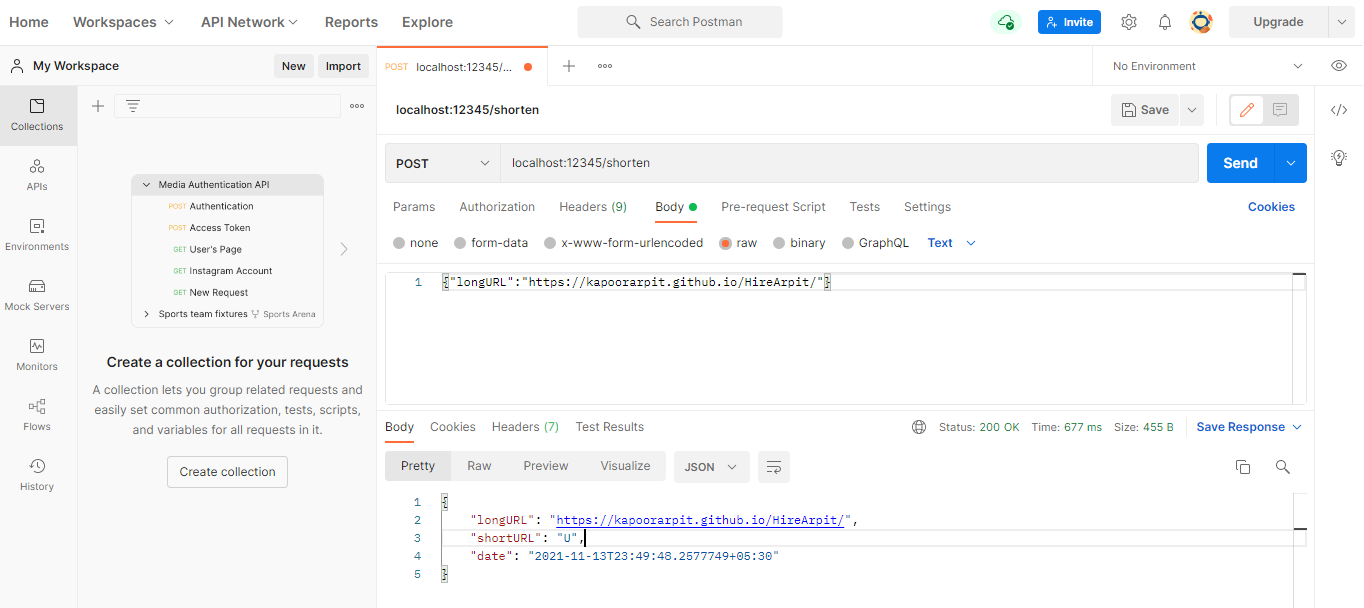 Home Workspaces API Network Reports Explore Search Postman Invite Upgrade
My Workspace New Import POST localhost:12345/... No Environment
Collections
APIs
Environments
Mock Servers
Monitors
Flows
History
Media Authentication API
POST Authentication
POST Access Token
GET User's Page
GET Instagram Account
GET New Request
Sports team fixtures Sports Arena
Create a collection for your requests
A collection lets you group related requests and
easily set common authorization, tests, scripts,
and variables for all requests in it.
Create collection
localhost:12345/shorten Save
POST localhost:12345/shorten Send
Params Authorization Headers (9) Body Pre-request Script Tests Settings Cookies
none form-data x-www-form-urlencoded raw binary GraphQL Text
1 {"longURL":"https://kapoorarpit.github.io/HireArpit/"}
Body Cookies Headers (7) Test Results Status: 200 OK Time: 677 ms Size: 455 B Save Response
Pretty Raw Preview Visualize JSON
1 {
2 "longURL": "https://kapoorarpit.github.io/HireArpit/",
3 "shortURL": "U",
4 "date": "2021-11-13T23:49:48.2577749+05:30"
5 }